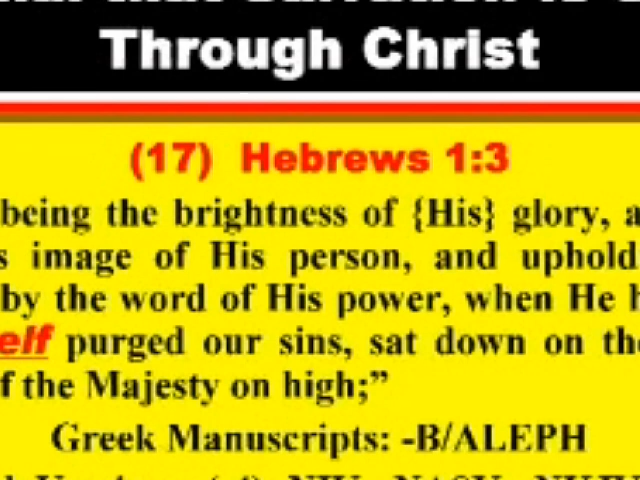 Through Christ
(17) Hebrews 1:3
being the brightness of {His} glory,
image of His person, and uphold
by the word of His power, when He
elf purged our sins, sat down on th
f the Majesty on high;”
Greek Manuscripts: -B/ALEPH